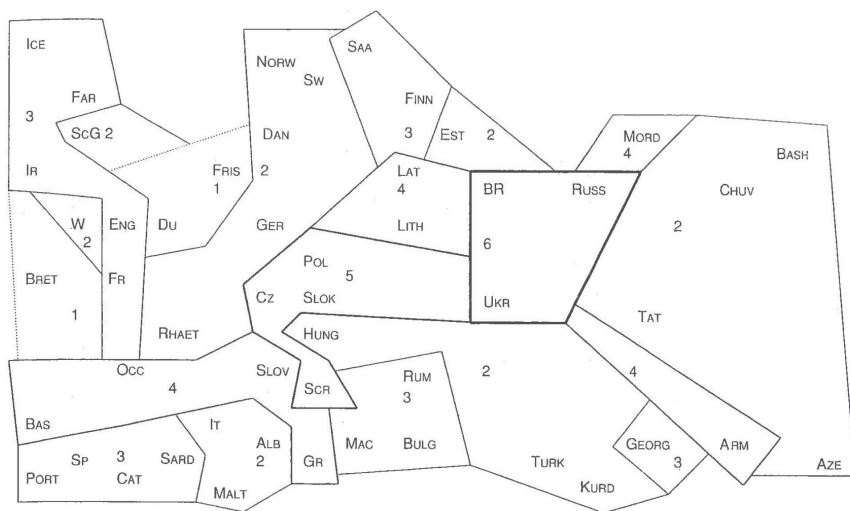 ICE
SAA
NORW
SW
FAR
FINN
3
ScG 2
DAN
3
EST
2
MORD
4
BASH
IR
FRIS
1
2
LAT
4
BR
RUSS
CHUV
W
2
ENG
DU
GER
LITH
2
6
BRET
FR
POL
5
CZ
SLOK
UKR
1
RHAET
HUNG
TAT
OCC
4
SLOV
SCR
RUM
3
2
4
BAS
IT
SP
3
SARD
ALB
2
GR
MAC
BULG
GEORG
3
ARM
PORT
CAT
MALT
TURK
KURD
AZE